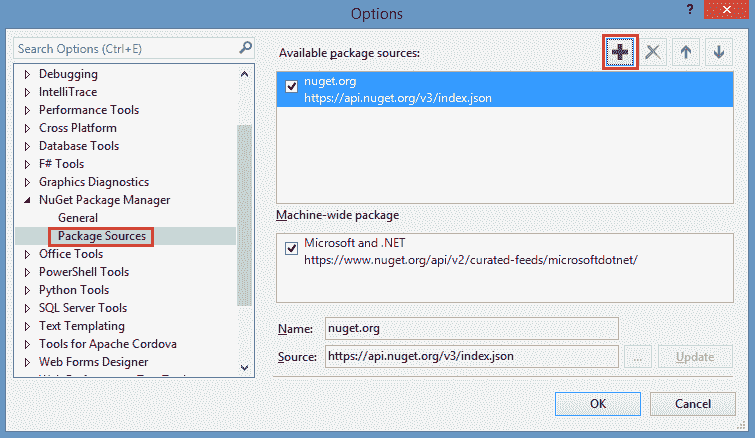 Options
?
Search Options (Ctrl+E)
Debugging
IntelliTrace
Performance Tools
Cross Platform
Database Tools
F# Tools
Graphics Diagnostics
NuGet Package Manager
General
Package Sources
Office Tools
PowerShell Tools
Python Tools
SQL Server Tools
Text Templating
Tools for Apache Cordova
Web Forms Designer
Available package sources:
nuget.org
https://api.nuget.org/v3/index.json
Machine-wide package
Microsoft and .NET
https://www.nuget.org/api/v2/curated-feeds/microsoftdotnet/
Name: nuget.org
Source: https://api.nuget.org/v3/index.json ... Update
OK Cancel